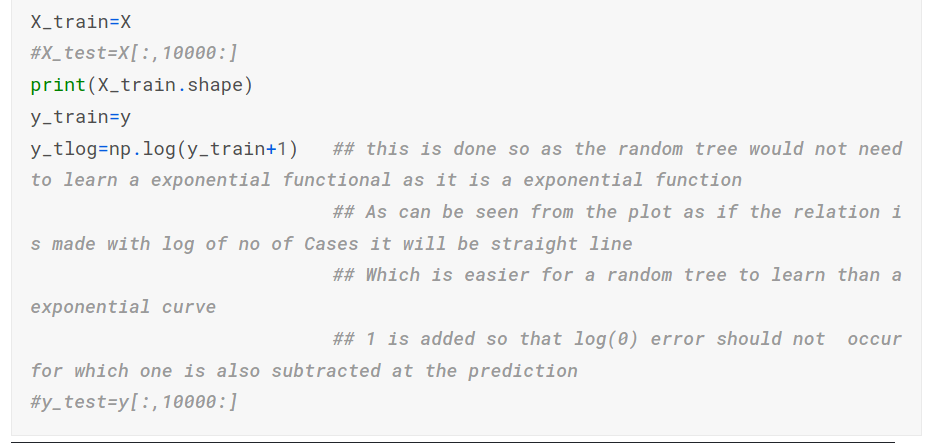 X_train=X
#X_test=X[:,10000:]
print(X_train.shape)
y_train=y
y_tlog=np.log(y_train+1)   ## this is done so as the random tree would not need
to learn a exponential functional as it is a exponential function
## As can be seen from the plot as if the relation i
s made with log of no of Cases it will be straight line
## Which is easier for a random tree to learn than a
exponential curve
## 1 is added so that log(0) error should not  occur
for which one is also subtracted at the prediction
#y_test=y[:,10000:]